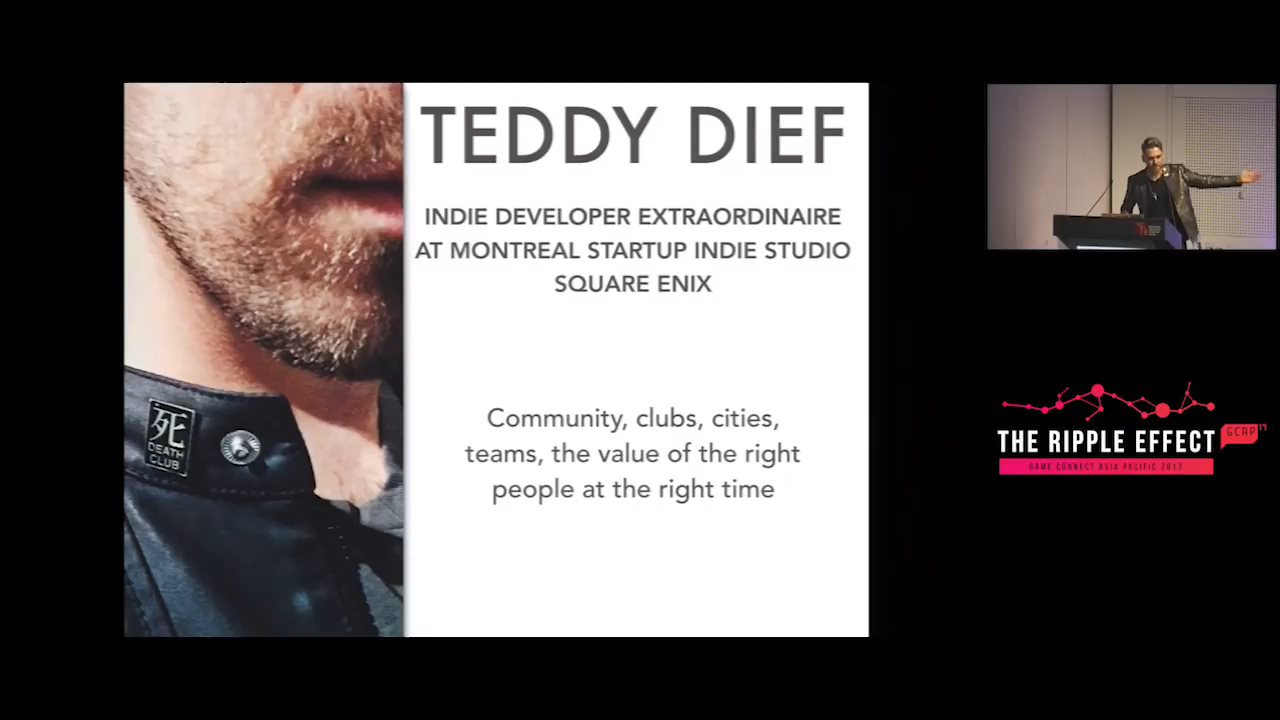 TEDDY DIEF
INDIE DEVELOPER EXTRAORDINAIRE
AT MONTREAL STARTUP INDIE STUDIO
SQUARE ENIX
Community, clubs, cities,
teams, the value of the right
people at the right time
死
DEATH
CLUB
THE RIPPLE EFFECT
GCAP17
GAME CONNECT ASIA PACIFIC 2017